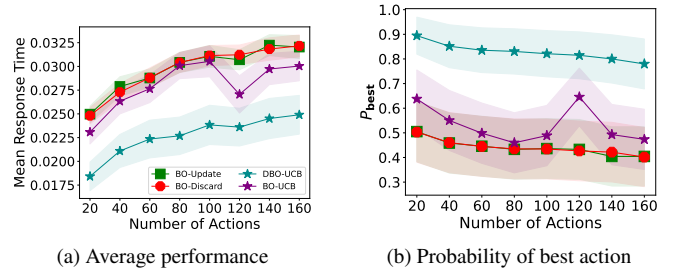 Mean Response Time
0.0325
0.0300
0.0275
0.0250
0.0225
0.0200
0.0175
BO-Update
BO-Discard
DBO-UCB
BO-UCB
20 40 60 80 100 120 140 160
Number of Actions
(a) Average performance
P_best
1.0
0.9
0.8
0.7
0.6
0.5
0.4
0.3
20 40 60 80 100 120 140 160
Number of Actions
(b) Probability of best action